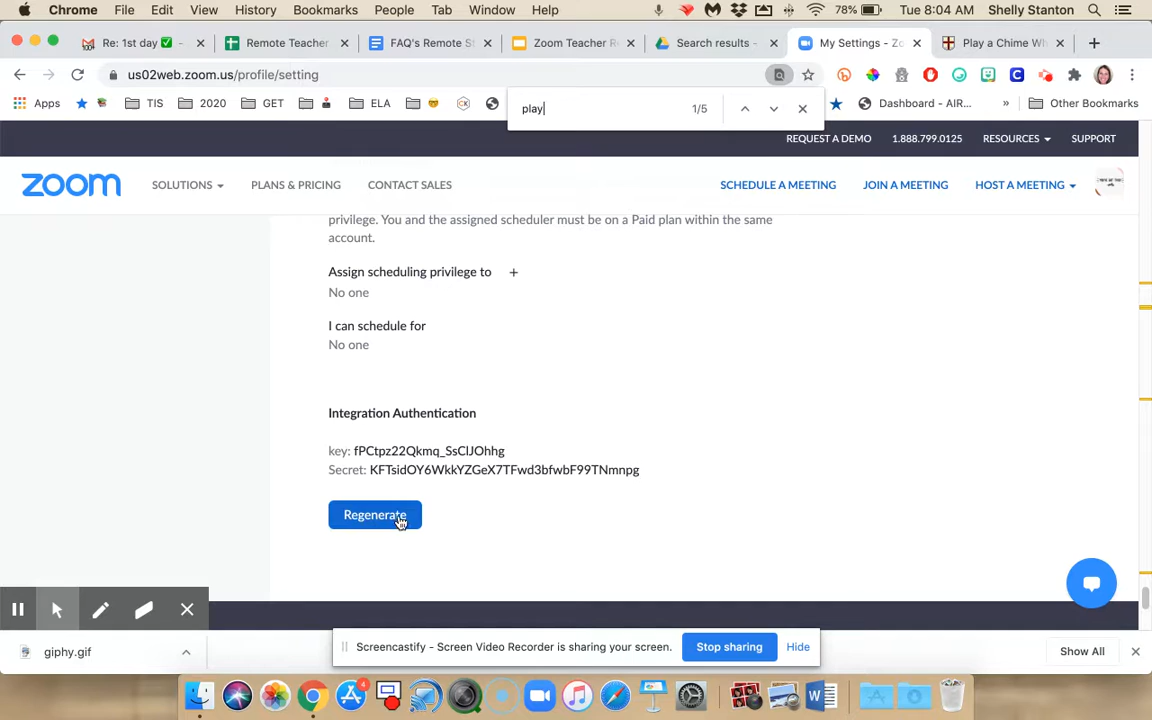 Chrome File Edit View History Bookmarks People Tab Window Help 78% Tue 8:04 AM Shelly Stanton
Re: 1st day ✅ - Remote Teacher FAQ's Remote S Zoom Teacher R Search results - My Settings - Zo Play a Chime Wh
us02web.zoom.us/profile/setting
Apps TIS 2020 GET ELA CK Dashboard - AIR... » Other Bookmarks
play 1/5
REQUEST A DEMO 1.888.799.0125 RESOURCES SUPPORT
zoom SOLUTIONS PLANS & PRICING CONTACT SALES SCHEDULE A MEETING JOIN A MEETING HOST A MEETING
privilege. You and the assigned scheduler must be on a Paid plan within the same
account.
Assign scheduling privilege to +
No one
I can schedule for
No one
Integration Authentication
key: fPCtpz22Qkmq_SsClJOhhg
Secret: KFTsidOY6WkkYZGeX7TFwd3bfwbF99TNmnpg
Regenerate
Screencastify - Screen Video Recorder is sharing your screen. Stop sharing Hide
giphy.gif Show All